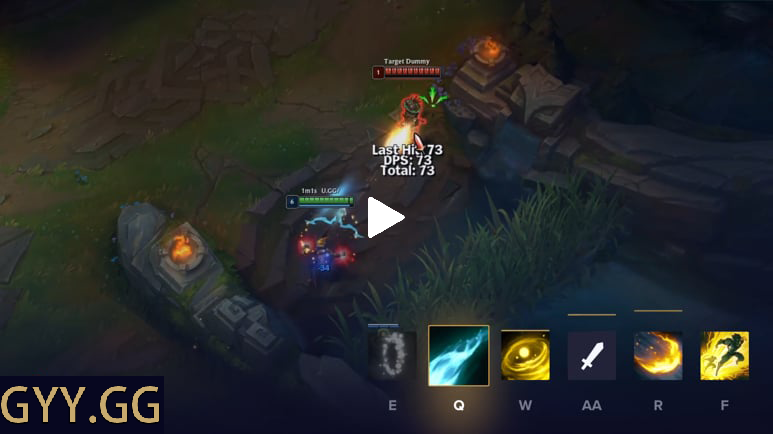 Target Dummy
1
Last Hit: 73
DPS: 73
Total: 73
1m1s U.GG
6
-34
E Q W AA R F
GYY.GG